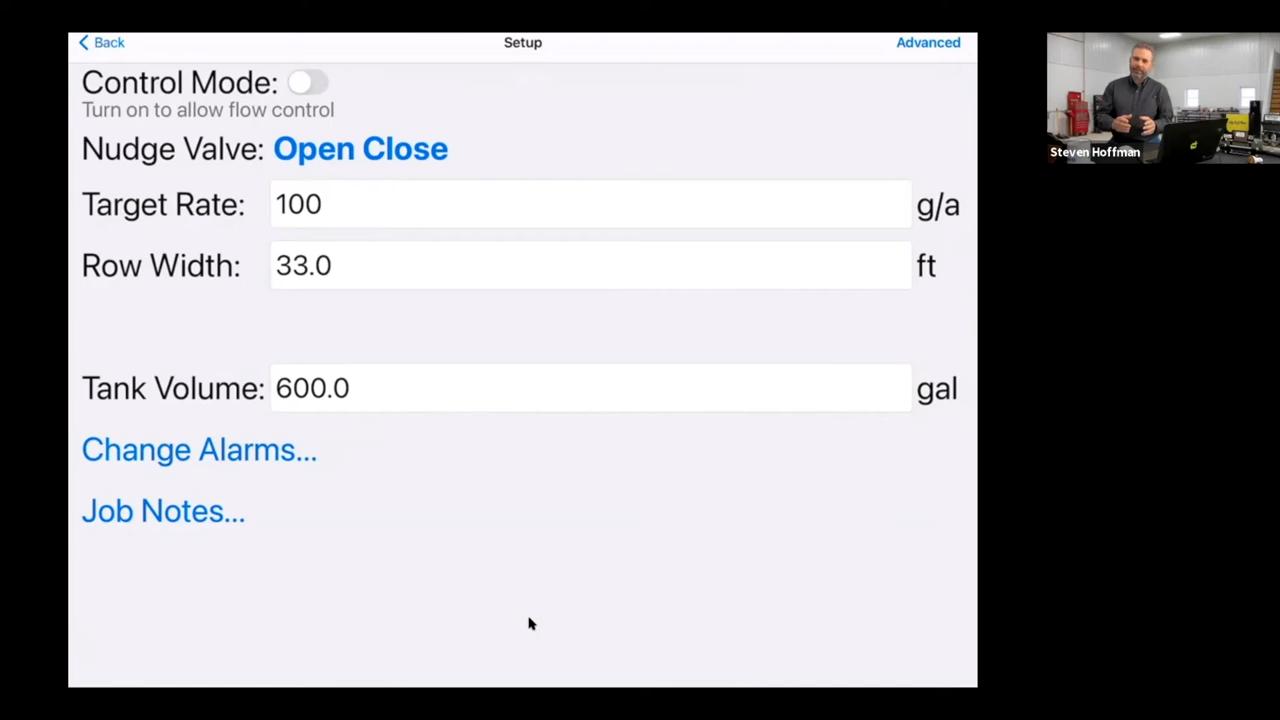 Back
Setup
Advanced
Control Mode:
Turn on to allow flow control
Nudge Valve: Open Close
Target Rate: 100 g/a
Row Width: 33.0 ft
Tank Volume: 600.0 gal
Change Alarms...
Job Notes...
Steven Hoffman